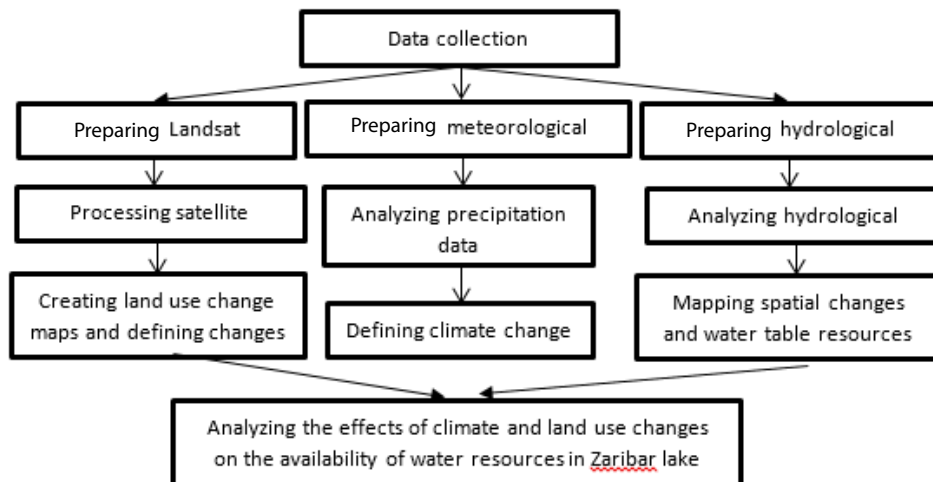 Data collection
Preparing Landsat
Preparing meteorological
Preparing hydrological
Processing satellite
Analyzing precipitation
data
Analyzing hydrological
Creating land use change
maps and defining changes
Defining climate change
Mapping spatial changes
and water table resources
Analyzing the effects of climate and land use changes
on the availability of water resources in Zaribar lake